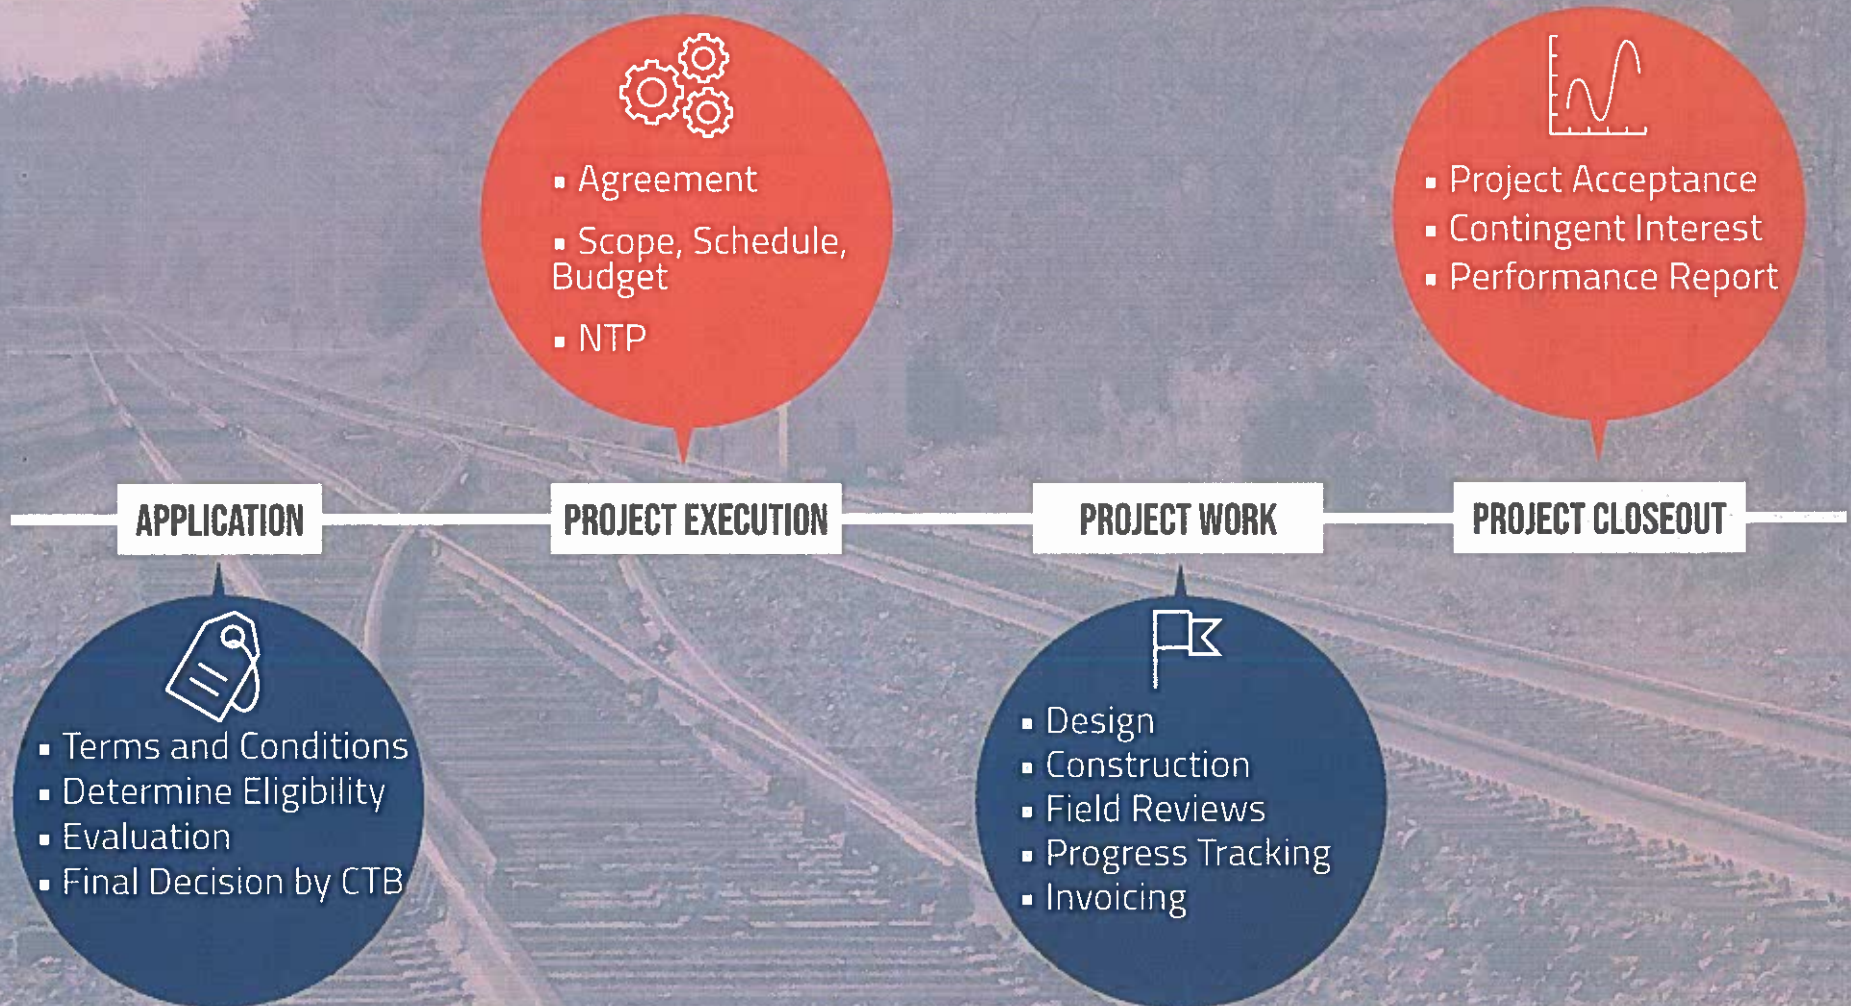 APPLICATION
▪ Terms and Conditions
▪ Determine Eligibility
▪ Evaluation
▪ Final Decision by CTB
PROJECT EXECUTION
▪ Agreement
▪ Scope, Schedule,
Budget
▪ NTP
PROJECT WORK
▪ Design
▪ Construction
▪ Field Reviews
▪ Progress Tracking
▪ Invoicing
PROJECT CLOSEOUT
▪ Project Acceptance
▪ Contingent Interest
▪ Performance Report